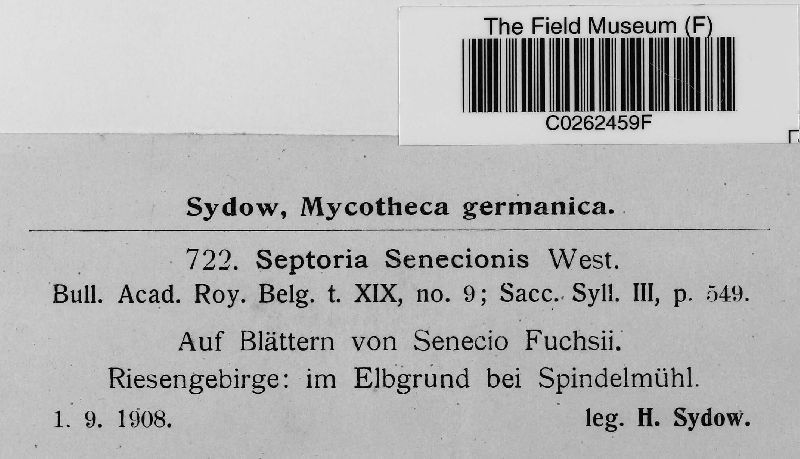 The Field Museum (F)
C0262459F
Sydow, Mycotheca germanica.
722. Septoria Senecionis West.
Bull. Acad. Roy. Belg. t. XIX, no. 9; Sacc. Syll. III, p. 549.
Auf Blättern von Senecio Fuchsii.
Riesengebirge: im Elbgrund bei Spindelmühl.
1. 9. 1908. leg. H. Sydow.